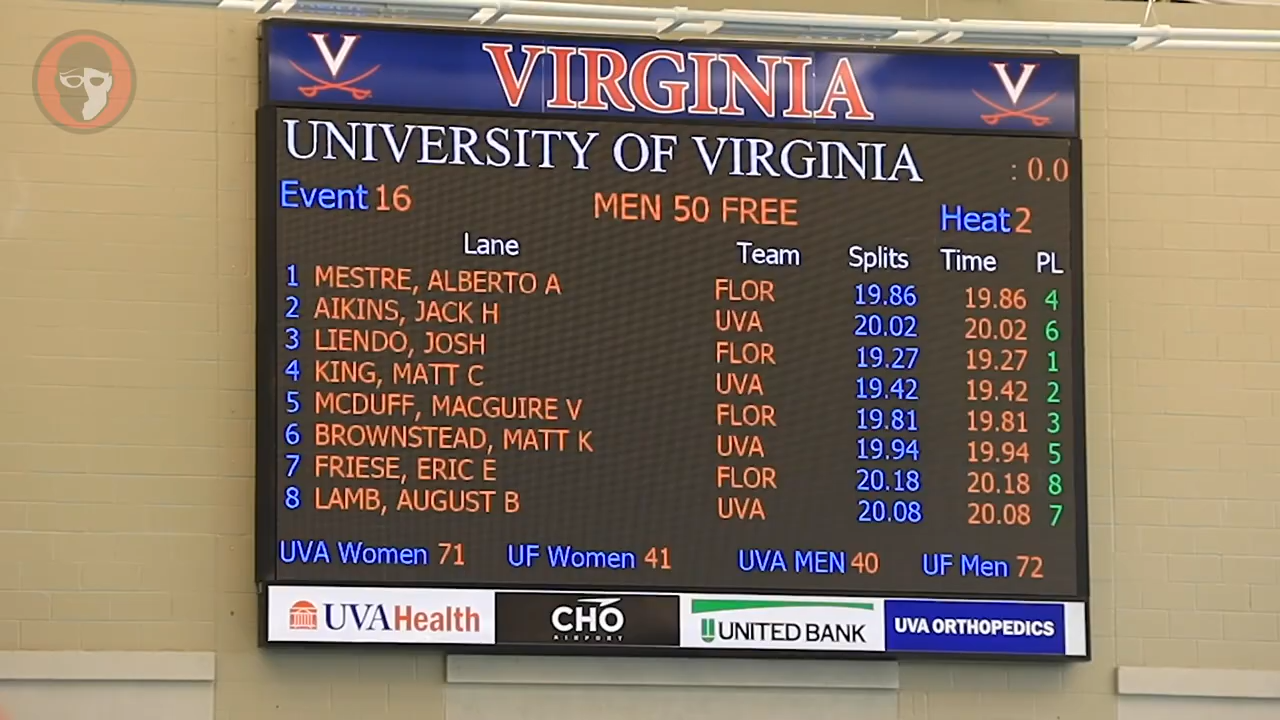 V VIRGINIA V
UNIVERSITY OF VIRGINIA : 0.0
Event 16 MEN 50 FREE Heat 2
Lane Team Splits Time PL
1 MESTRE, ALBERTO A FLOR 19.86 19.86 4
2 AIKINS, JACK H UVA 20.02 20.02 6
3 LIENDO, JOSH FLOR 19.27 19.27 1
4 KING, MATT C UVA 19.42 19.42 2
5 MCDUFF, MACGUIRE V FLOR 19.81 19.81 3
6 BROWNSTEAD, MATT K UVA 19.94 19.94 5
7 FRIESE, ERIC E FLOR 20.18 20.18 8
8 LAMB, AUGUST B UVA 20.08 20.08 7
UVA Women 71 UF Women 41 UVA MEN 40 UF Men 72
UVAHealth CHO AIRPORT UNITED BANK UVA ORTHOPEDICS